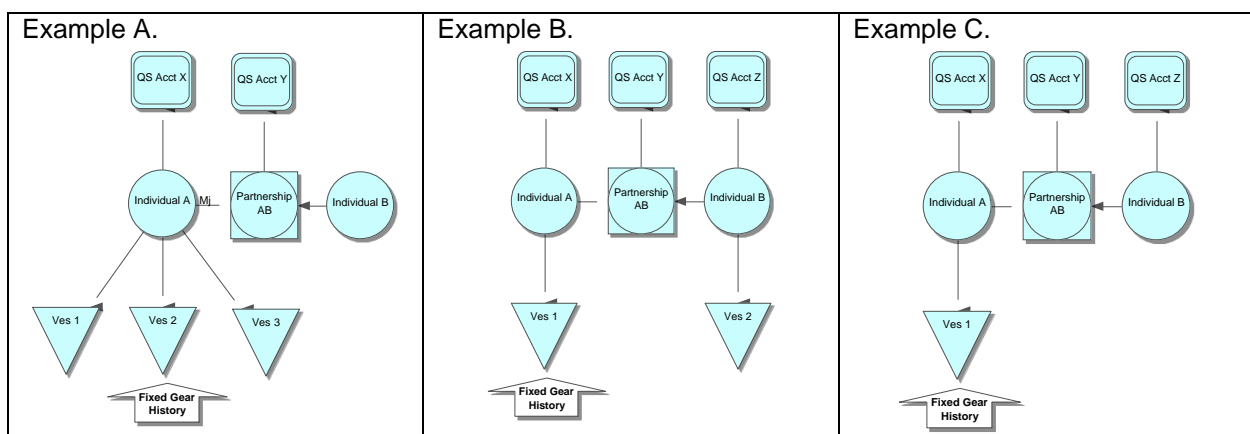 Example A.
QS Acct X
QS Acct Y
Individual A
Mj
Partnership
AB
Individual B
Ves 1
Ves 2
Ves 3
Fixed Gear
History
Example B.
QS Acct X
QS Acct Y
QS Acct Z
Individual A
Partnership
AB
Individual B
Ves 1
Ves 2
Fixed Gear
History
Example C.
QS Acct X
QS Acct Y
QS Acct Z
Individual A
Partnership
AB
Individual B
Ves 1
Fixed Gear
History